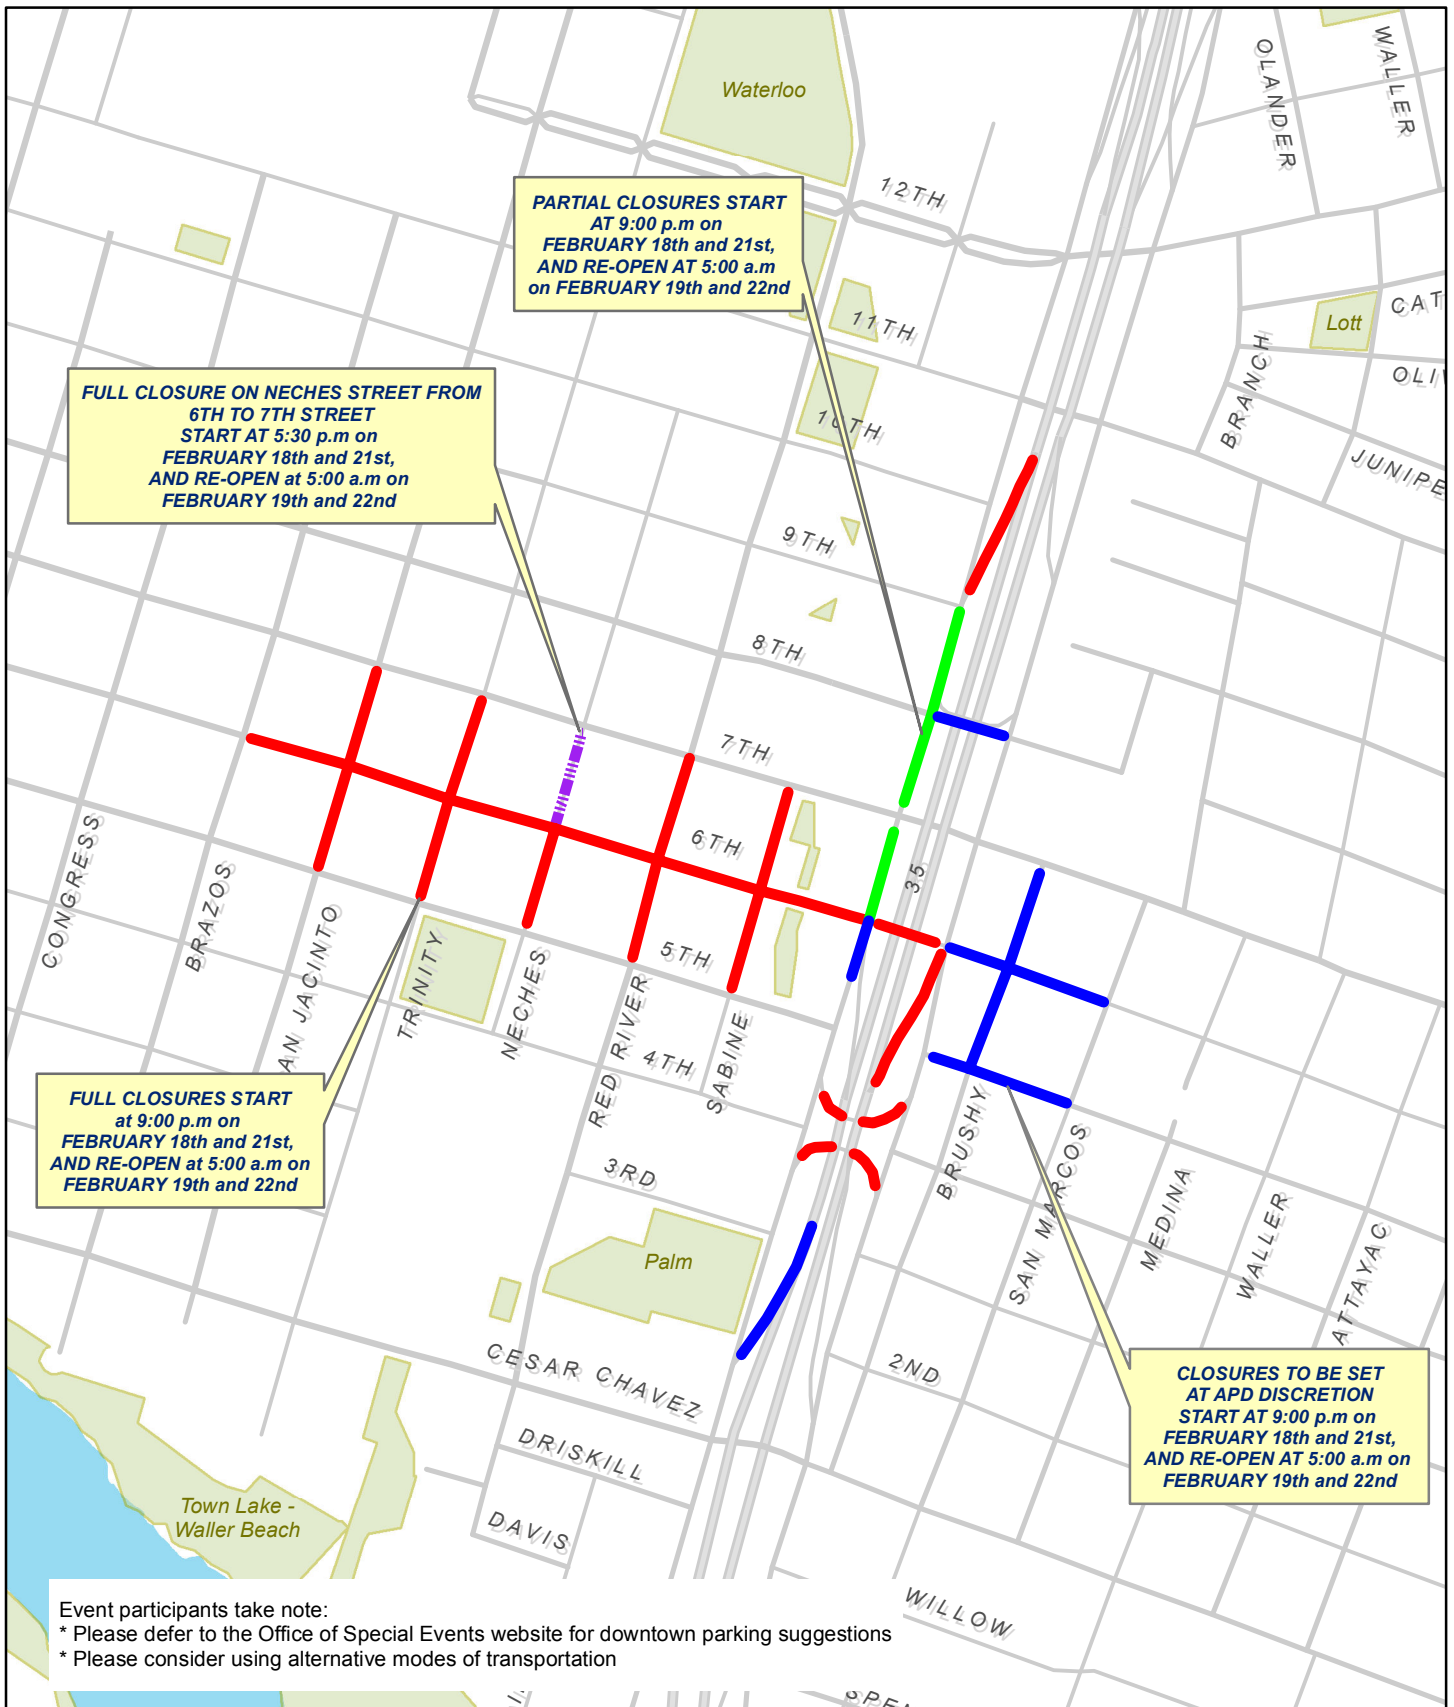 WALLER
OLANDER
Waterloo
12TH
PARTIAL CLOSURES START
AT 9:00 p.m on
FEBRUARY 18th and 21st,
AND RE-OPEN AT 5:00 a.m
on FEBRUARY 19th and 22nd
11TH
Lott
CAT
OLI
BRANCH
JUNIPE
10TH
FULL CLOSURE ON NECHES STREET FROM
6TH TO 7TH STREET
START AT 5:30 p.m on
FEBRUARY 18th and 21st,
AND RE-OPEN at 5:00 a.m on
FEBRUARY 19th and 22nd
9TH
8TH
7TH
6TH
35
CONGRESS
BRAZOS
AN JACINTO
TRINITY
NECHES
5TH
RED RIVER
SABINE
4TH
FULL CLOSURES START
at 9:00 p.m on
FEBRUARY 18th and 21st,
AND RE-OPEN at 5:00 a.m on
FEBRUARY 19th and 22nd
3RD
BRUSHY
SAN MARCOS
MEDINA
WALLER
ATTAYAC
Palm
CESAR CHAVEZ
2ND
CLOSURES TO BE SET
AT APD DISCRETION
START AT 9:00 p.m on
FEBRUARY 18th and 21st,
AND RE-OPEN AT 5:00 a.m on
FEBRUARY 19th and 22nd
DRISKILL
Town Lake -
Waller Beach
DAVIS
WILLOW
Event participants take note:
* Please defer to the Office of Special Events website for downtown parking suggestions
* Please consider using alternative modes of transportation